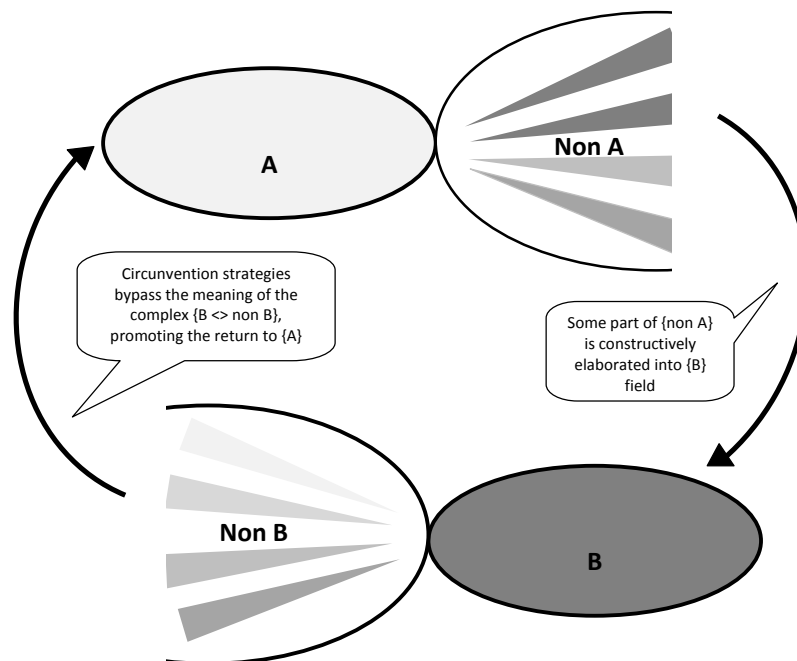 A
Non A
Circunvention strategies
bypass the meaning of the
complex {B <> non B},
promoting the return to {A}
Some part of {non A}
is constructively
elaborated into {B}
field
Non B
B